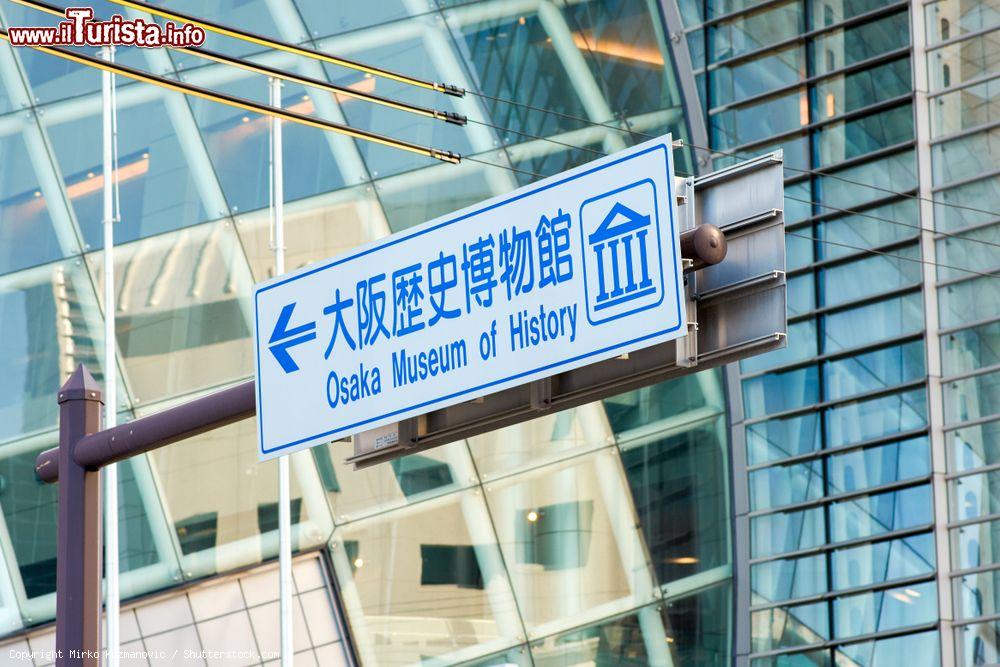 www.ilTurista.info
大阪歴史博物館
Osaka Museum of History
Copyright © Mirko Kuzmanovic / Shutterstock.com